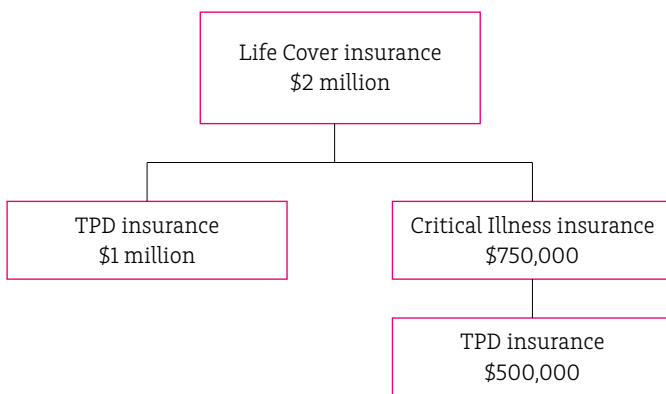 Life Cover insurance
$2 million
TPD insurance
$1 million
Critical Illness insurance
$750,000
TPD insurance
$500,000